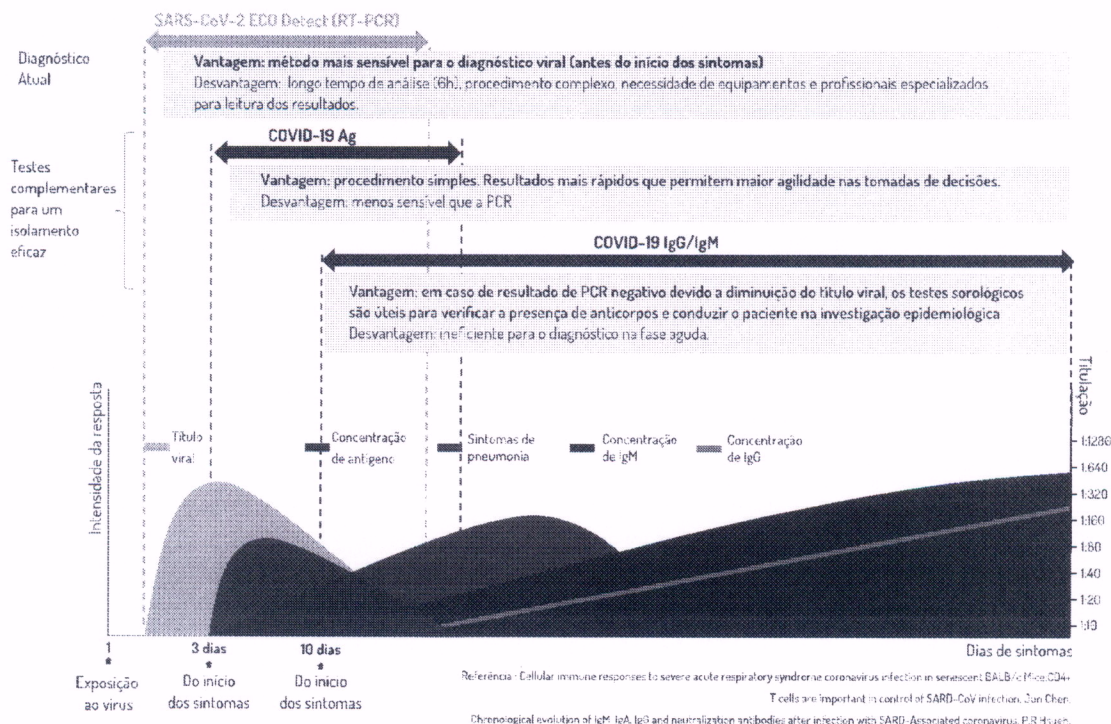 SARS-CoV-2 ECO Detect (RT-PCR)
Diagnóstico
Atual
Vantagem: método mais sensível para o diagnóstico viral (antes do início dos sintomas)
Desvantagem: longo tempo de análise (6h), procedimento complexo, necessidade de equipamentos e profissionais especializados
para leitura dos resultados.
COVID-19 Ag
Testes
complementares
para um
isolamento
eficaz
Vantagem: procedimento simples. Resultados mais rápidos que permitem maior agilidade nas tomadas de decisões.
Desvantagem: menos sensível que a PCR
COVID-19 IgG/IgM
Vantagem: em caso de resultado de PCR negativo devido a diminuição do título viral, os testes sorológicos
são úteis para verificar a presença de anticorpos e conduzir o paciente na investigação epidemiológica
Desvantagem: ineficiente para o diagnóstico na fase aguda.
Intensidade da resposta
Título
viral
Concentração
de antígeno
Sintomas de
pneumonia
Concentração
de IgM
Concentração
de IgG
Titulação
1:1280
1:640
1:320
1:160
1:80
1:40
1:20
1:10
1
Exposição
ao vírus
3 dias
Do início
dos sintomas
10 dias
Do início
dos sintomas
Dias de sintomas
Referência - Cellular immune responses to severe acute respiratory syndrome coronavirus infection in senescent BALB/c Mice:CD4+
T cells are important in control of SARD-CoV infection, Jun Chen.
Chronological evolution of IgM, IgA, IgG and neutralization antibodies after infection with SARD-Associated coronavirus, P.R Hsueh.